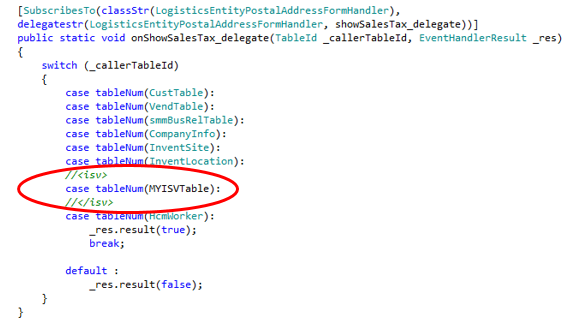 [SubscribesTo(classStr(LogisticsEntityPostalAddressFormHandler),
delegatestr(LogisticsEntityPostalAddressFormHandler, showSalesTax_delegate))]
public static void onShowSalesTax_delegate(TableId _callerTableId, EventHandlerResult _res)
{
    switch (_callerTableId)
    {
        case tableNum(CustTable):
        case tableNum(VendTable):
        case tableNum(smmBusRelTable):
        case tableNum(CompanyInfo):
        case tableNum(InventSite):
        case tableNum(InventLocation):
        //<isv>
        case tableNum(MYISVTable):
        //</isv>
        case tableNum(HcmWorker):
            _res.result(true);
            break;

        default :
            _res.result(false);
    }
}